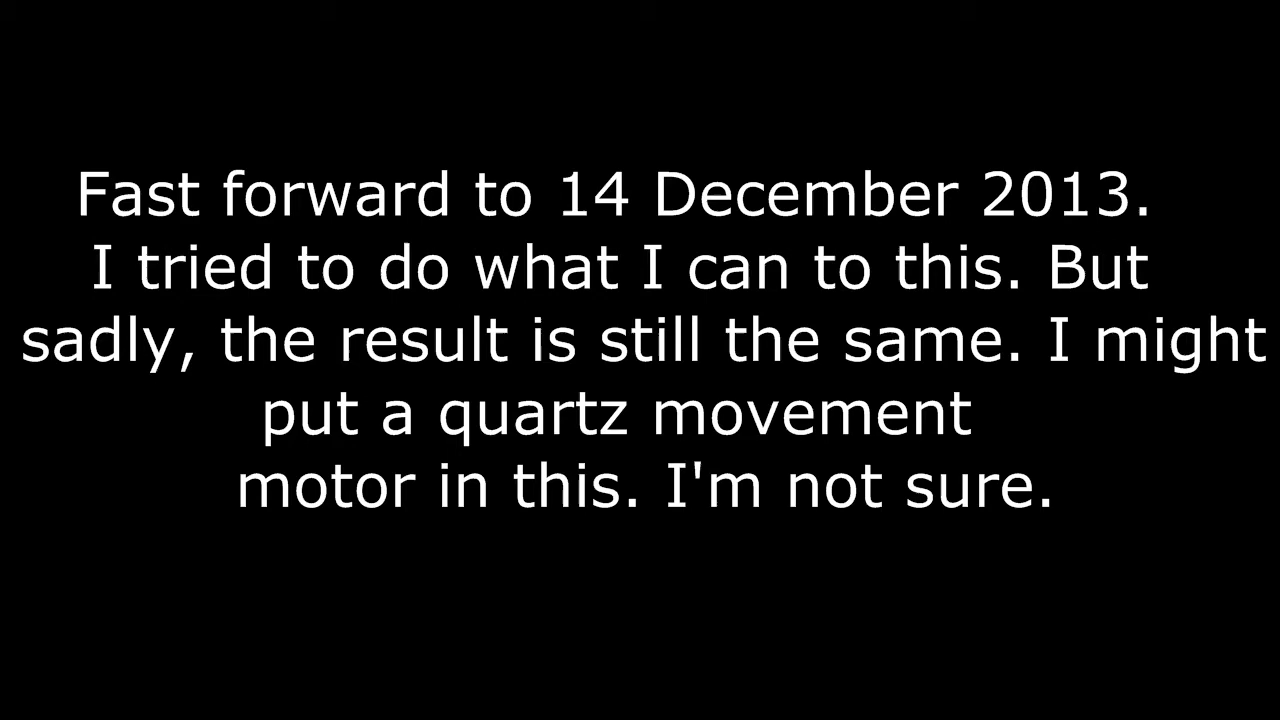 Fast forward to 14 December 2013.
I tried to do what I can to this. But
sadly, the result is still the same. I might
put a quartz movement
motor in this. I'm not sure.